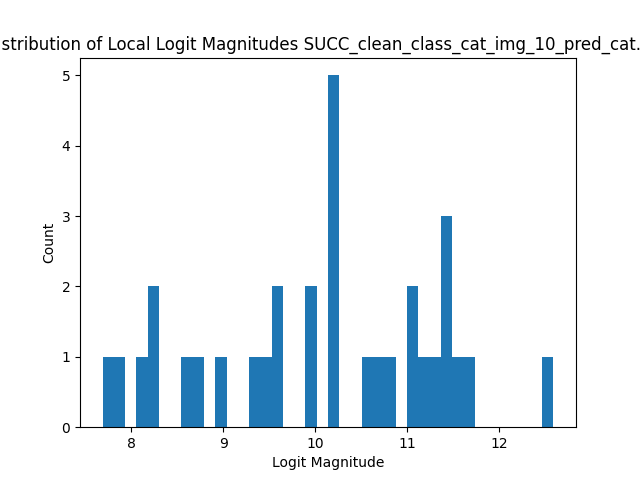 stribution of Local Logit Magnitudes SUCC_clean_class_cat_img_10_pred_cat.
5
4
3
2
1
0
Count
8 9 10 11 12
Logit Magnitude